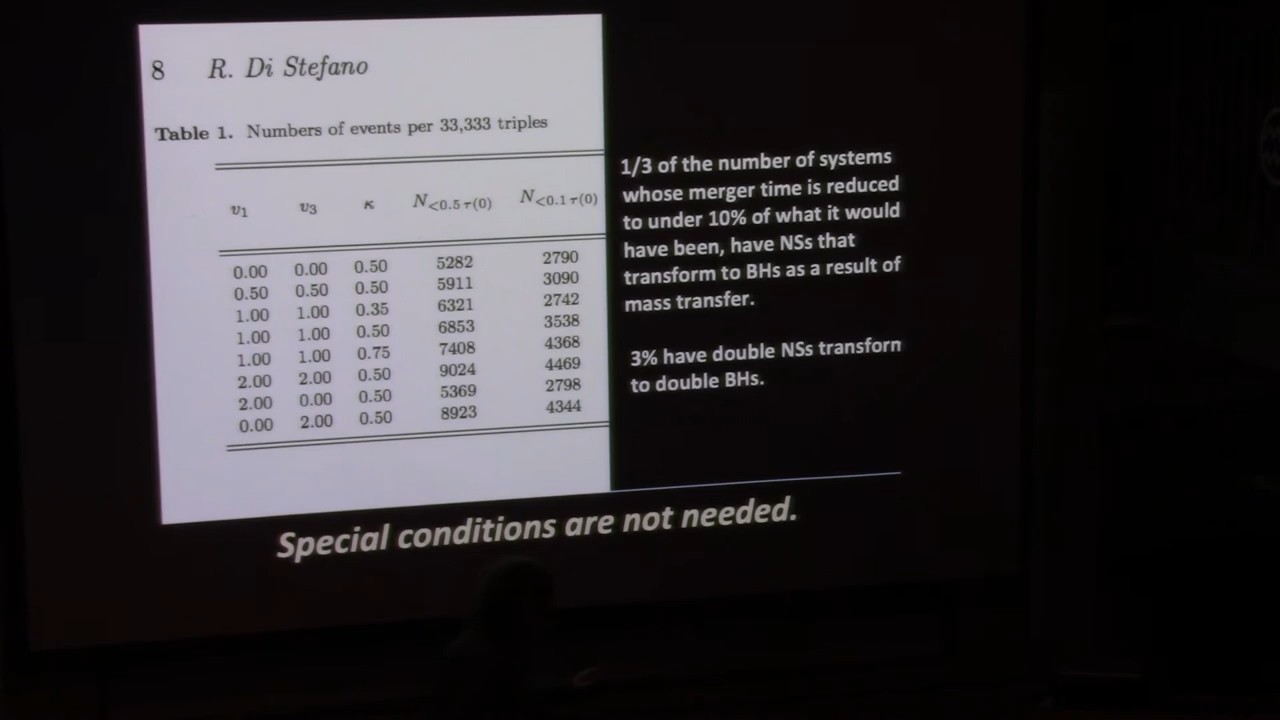 8 R. Di Stefano
Table 1. Numbers of events per 33,333 triples
v1 v3 κ N<0.5 τ(0) N<0.1 τ(0)
0.00 0.00 0.50 5282 2790
0.50 0.50 0.50 5911 3090
1.00 1.00 0.35 6321 2742
1.00 1.00 0.50 6853 3538
1.00 1.00 0.75 7408 4368
2.00 2.00 0.50 9024 4469
2.00 0.00 0.50 5369 2798
0.00 2.00 0.50 8923 4344
1/3 of the number of systems
whose merger time is reduced
to under 10% of what it would
have been, have NSs that
transform to BHs as a result of
mass transfer.
3% have double NSs transforn
to double BHs.
Special conditions are not needed.